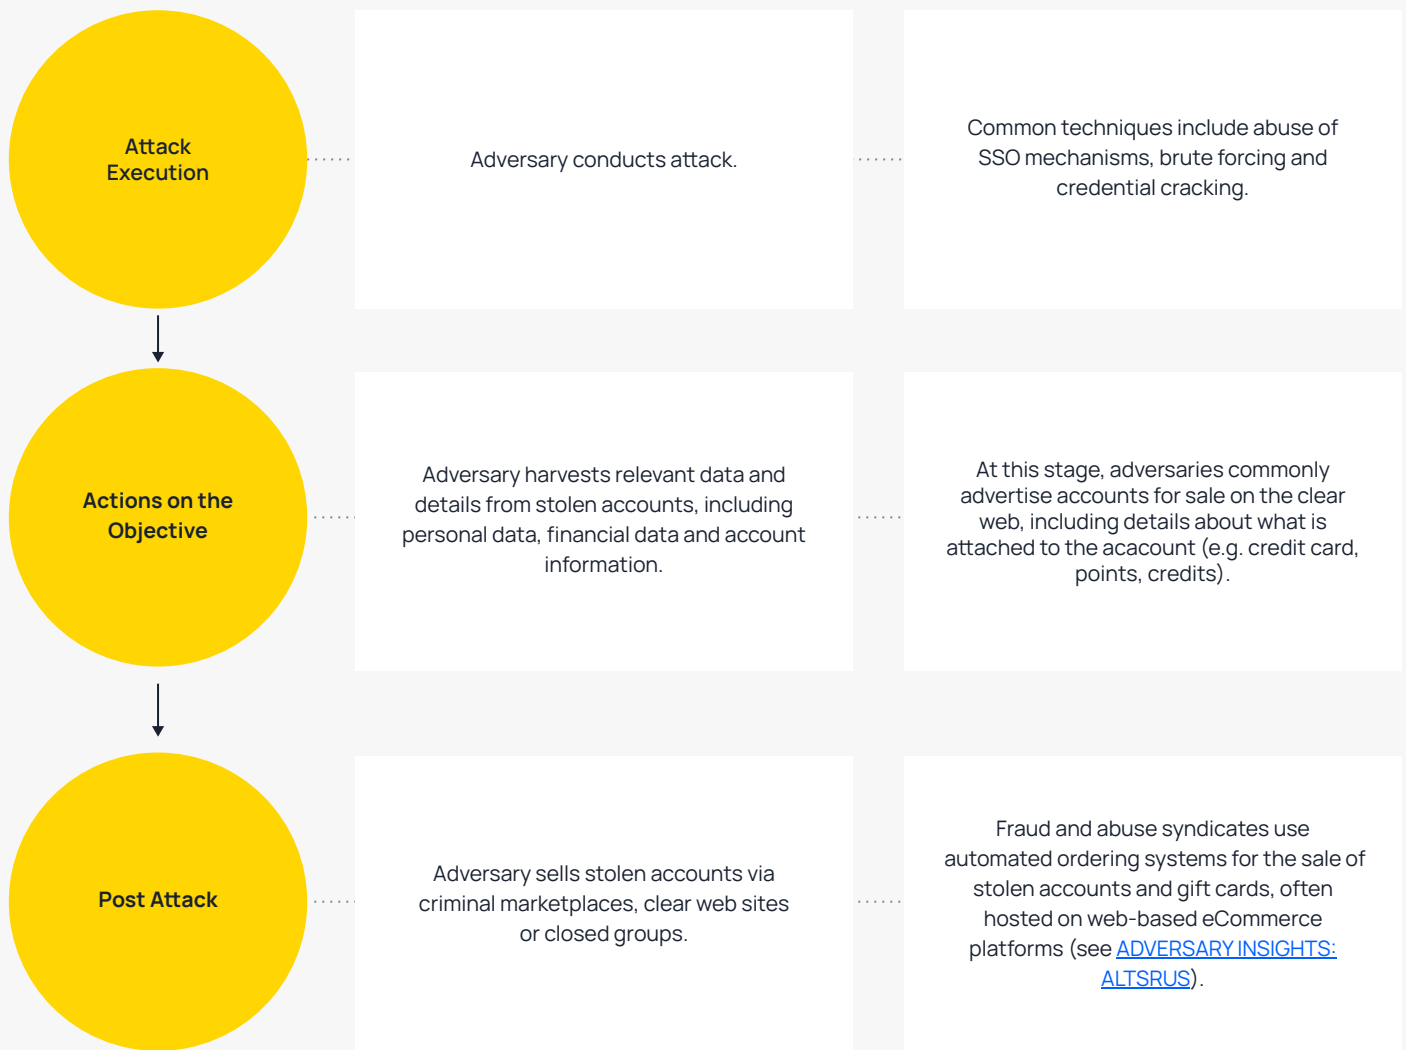 Attack
Execution
Adversary conducts attack.
Common techniques include abuse of
SSO mechanisms, brute forcing and
credential cracking.
Actions on the
Objective
Adversary harvests relevant data and
details from stolen accounts, including
personal data, financial data and account
information.
At this stage, adversaries commonly
advertise accounts for sale on the clear
web, including details about what is
attached to the acacount (e.g. credit card,
points, credits).
Post Attack
Adversary sells stolen accounts via
criminal marketplaces, clear web sites
or closed groups.
Fraud and abuse syndicates use
automated ordering systems for the sale of
stolen accounts and gift cards, often
hosted on web-based eCommerce
platforms (see ADVERSARY INSIGHTS:
ALTSRUS).